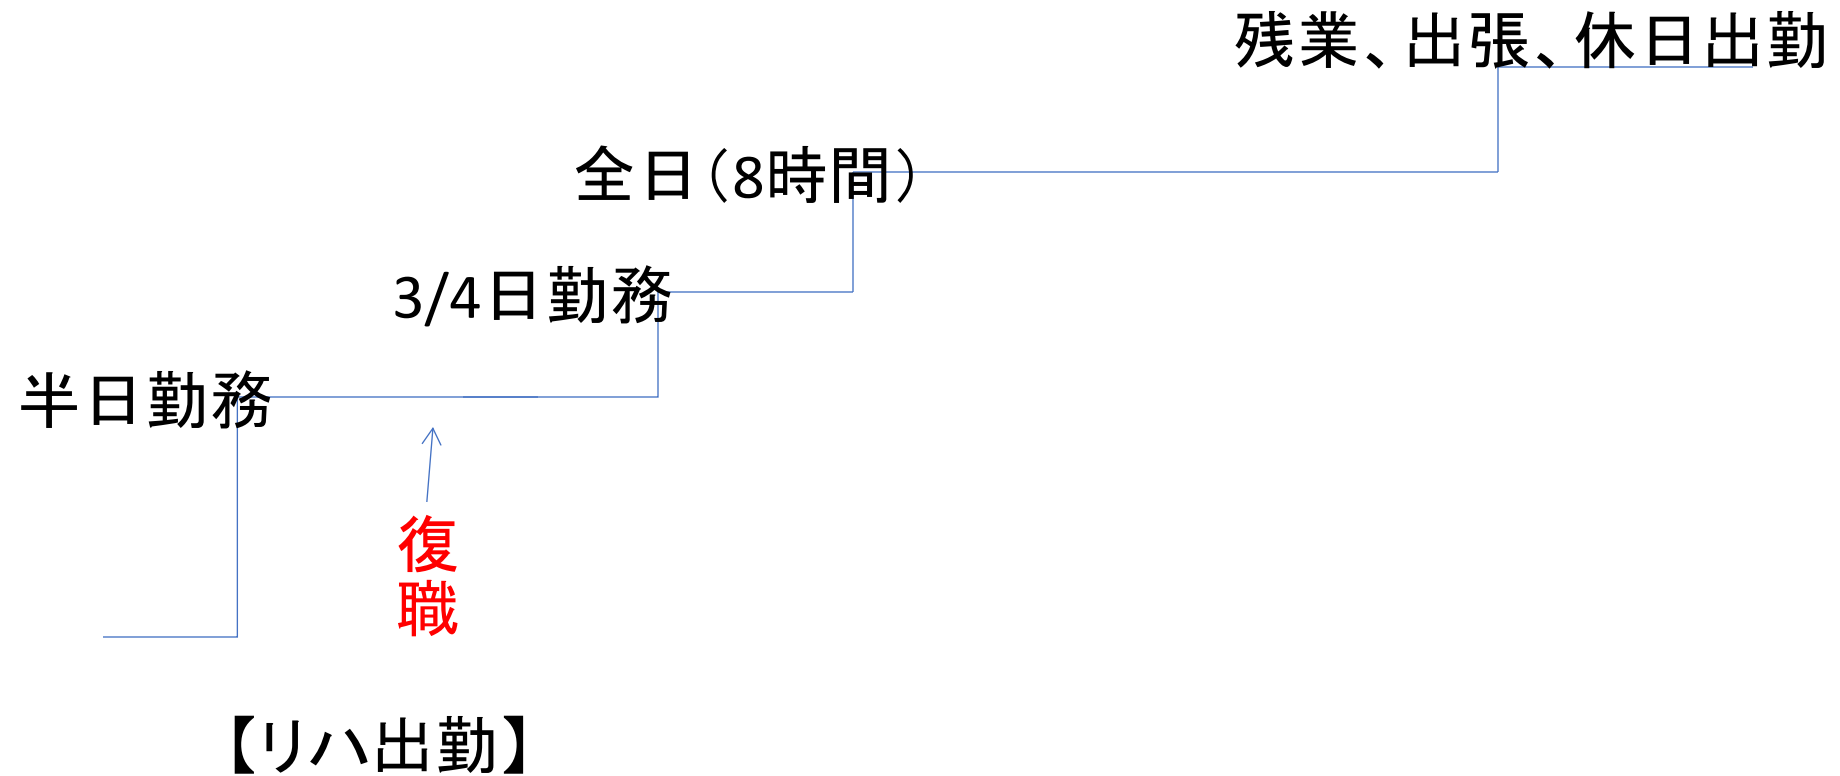 残業、出張、休日出勤
全日(8時間)
3/4日勤務
半日勤務
復職
【リハ出勤】